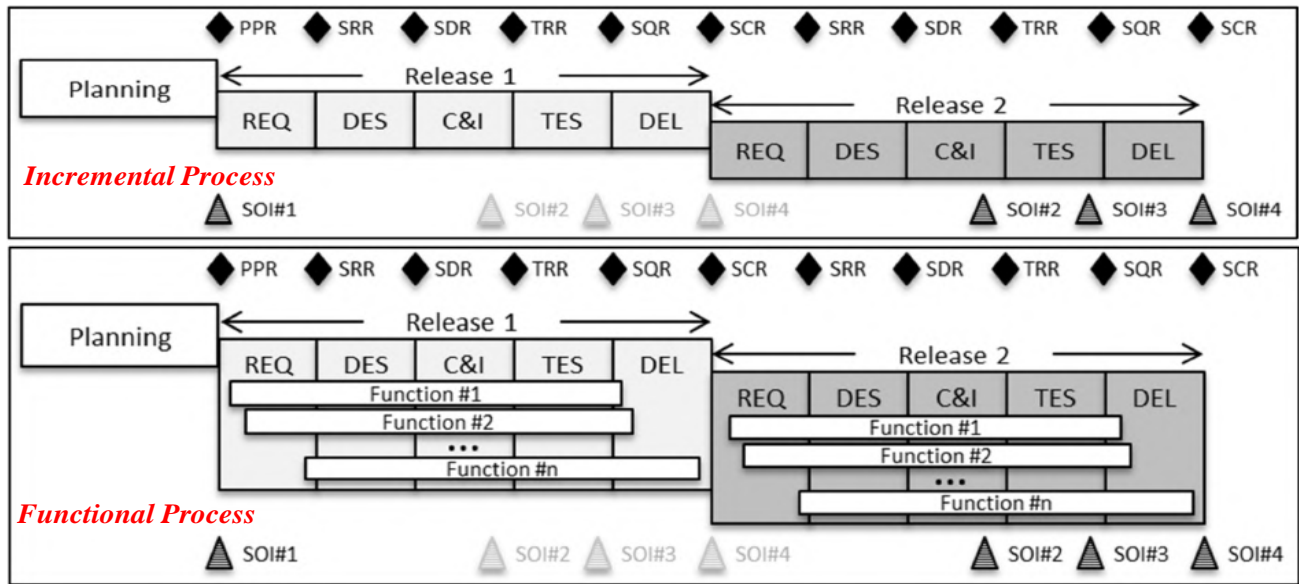 PPR SRR SDR TRR SQR SCR SRR SDR TRR SQR SCR
Planning
Release 1
REQ DES C&I TES DEL
Release 2
REQ DES C&I TES DEL
Incremental Process
SOI#1 SOI#2 SOI#3 SOI#4 SOI#2 SOI#3 SOI#4
PPR SRR SDR TRR SQR SCR SRR SDR TRR SQR SCR
Planning
Release 1
REQ DES C&I TES DEL
Function #1
Function #2
...
Function #n
Release 2
REQ DES C&I TES DEL
Function #1
Function #2
...
Function #n
Functional Process
SOI#1 SOI#2 SOI#3 SOI#4 SOI#2 SOI#3 SOI#4